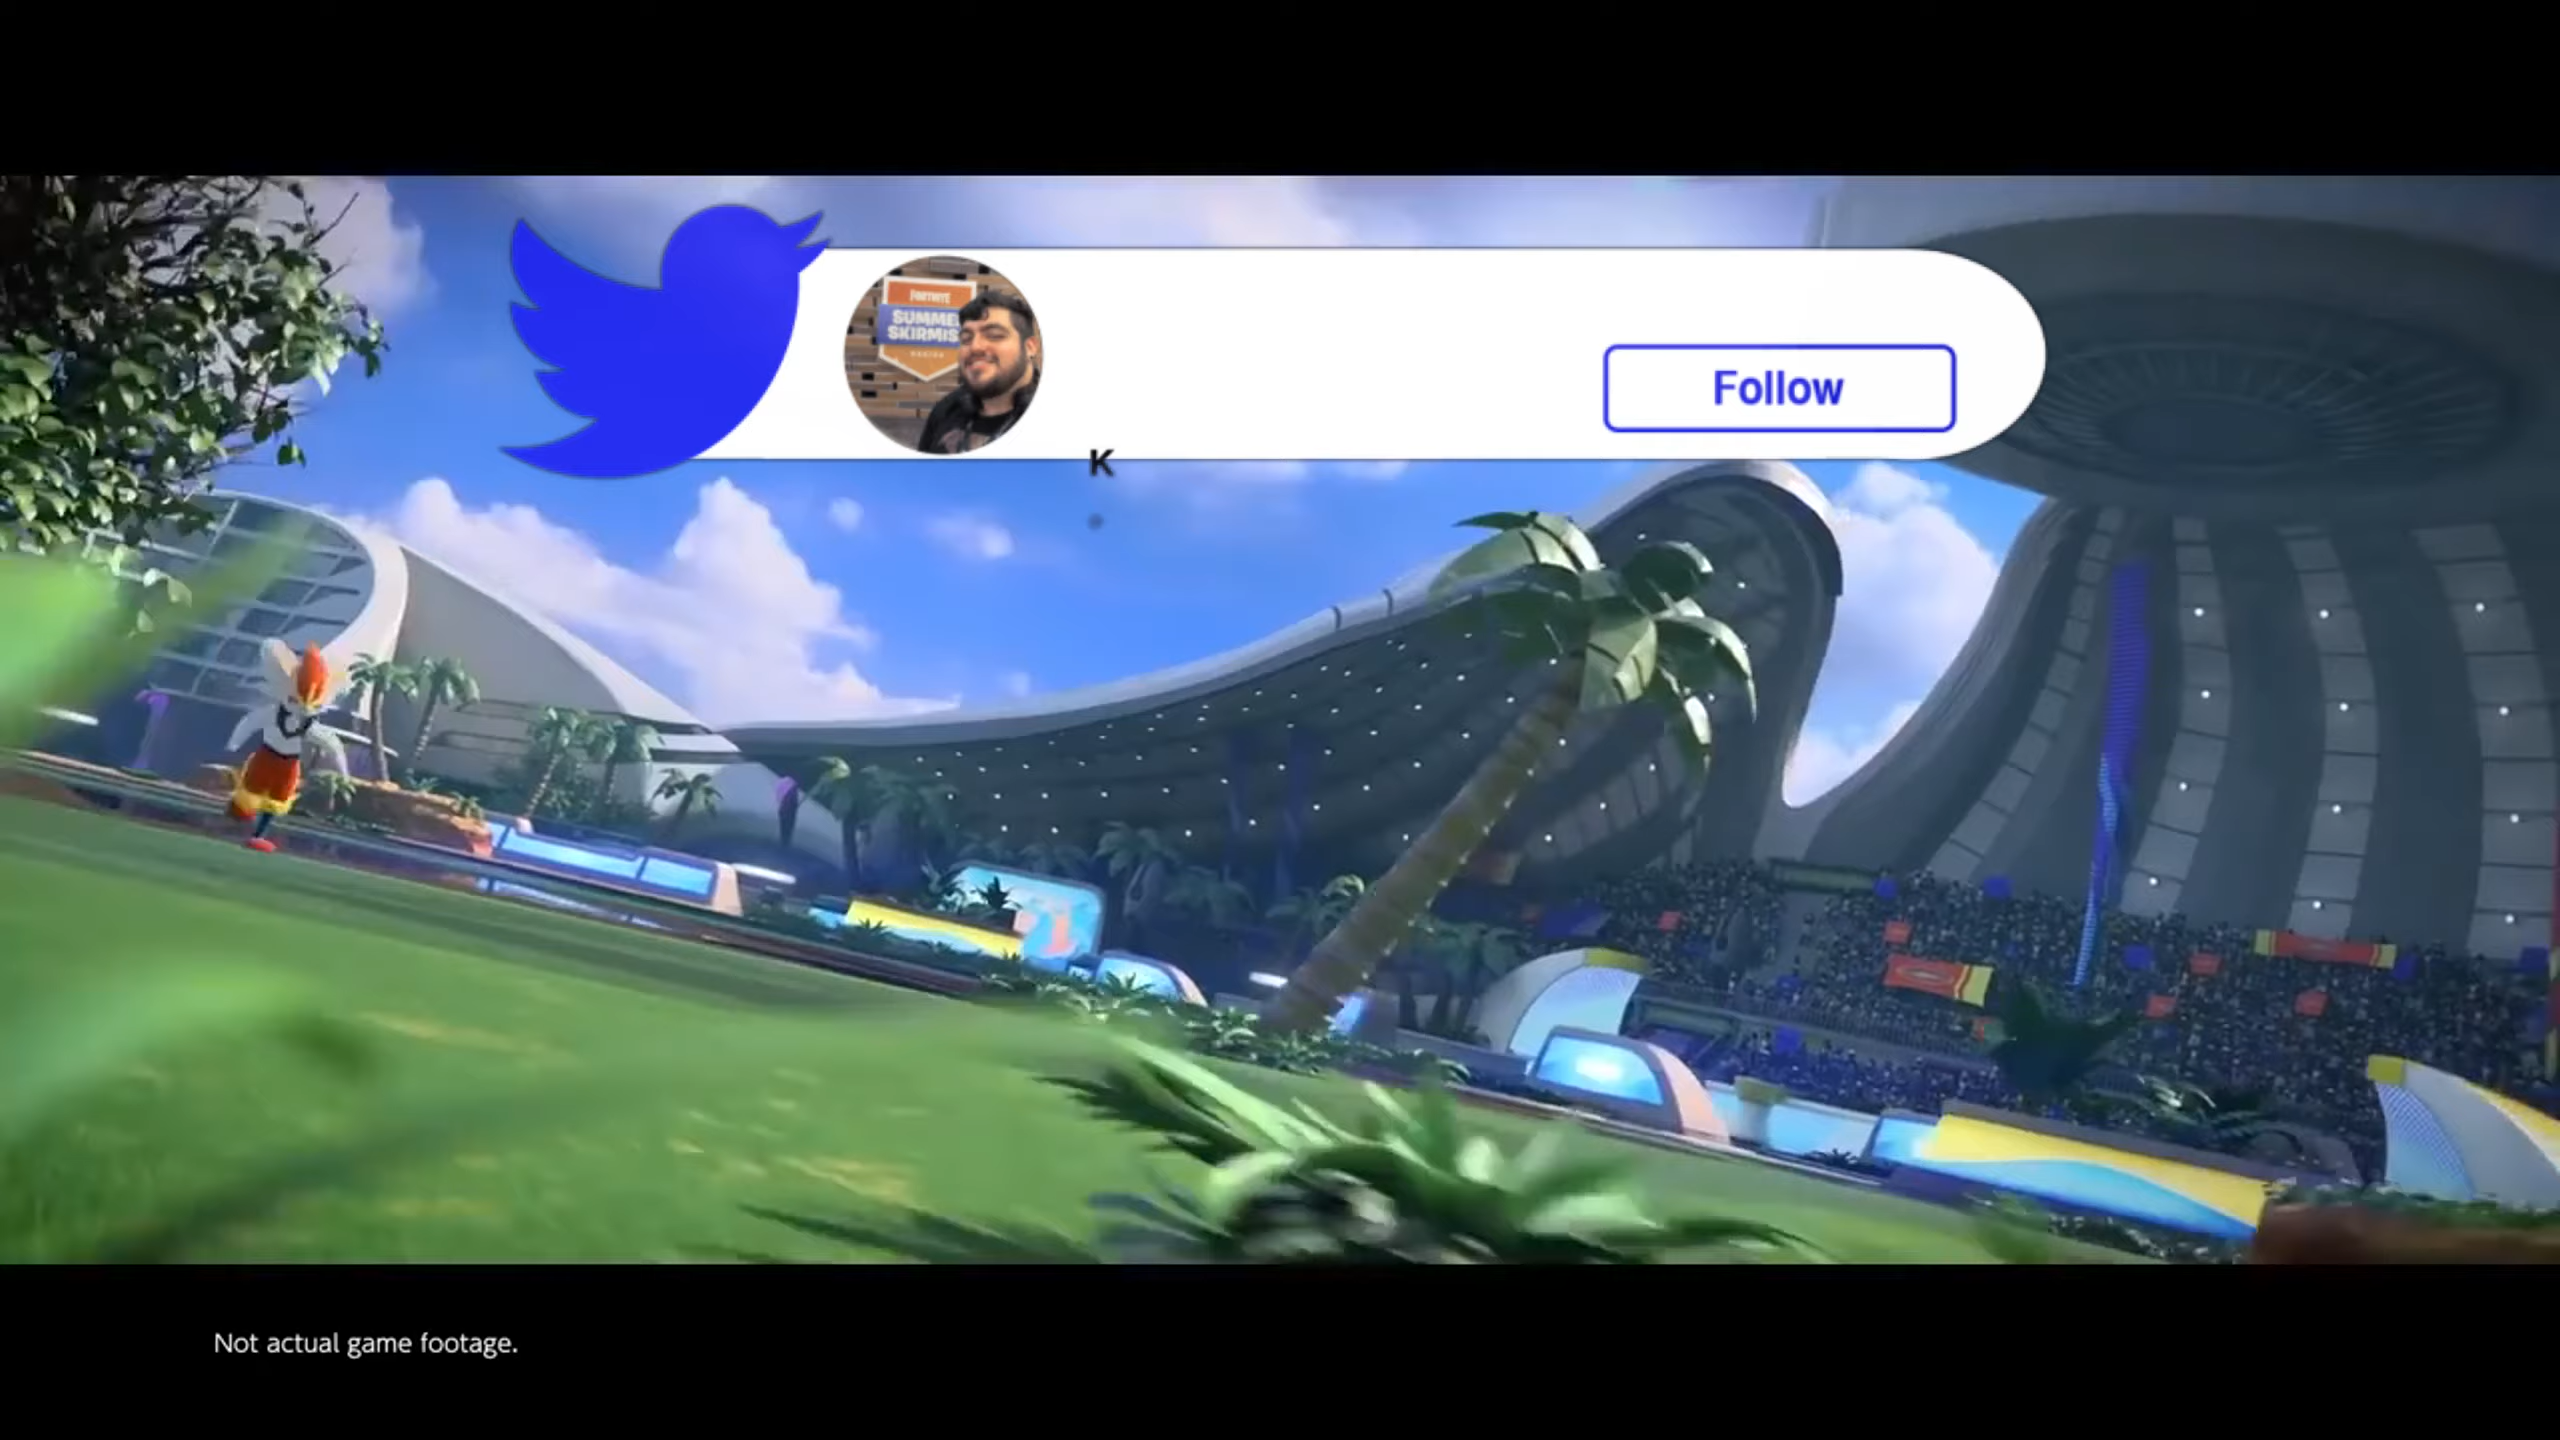 FORTNITE
SUMME
SKIRMIS
Follow
K
Not actual game footage.